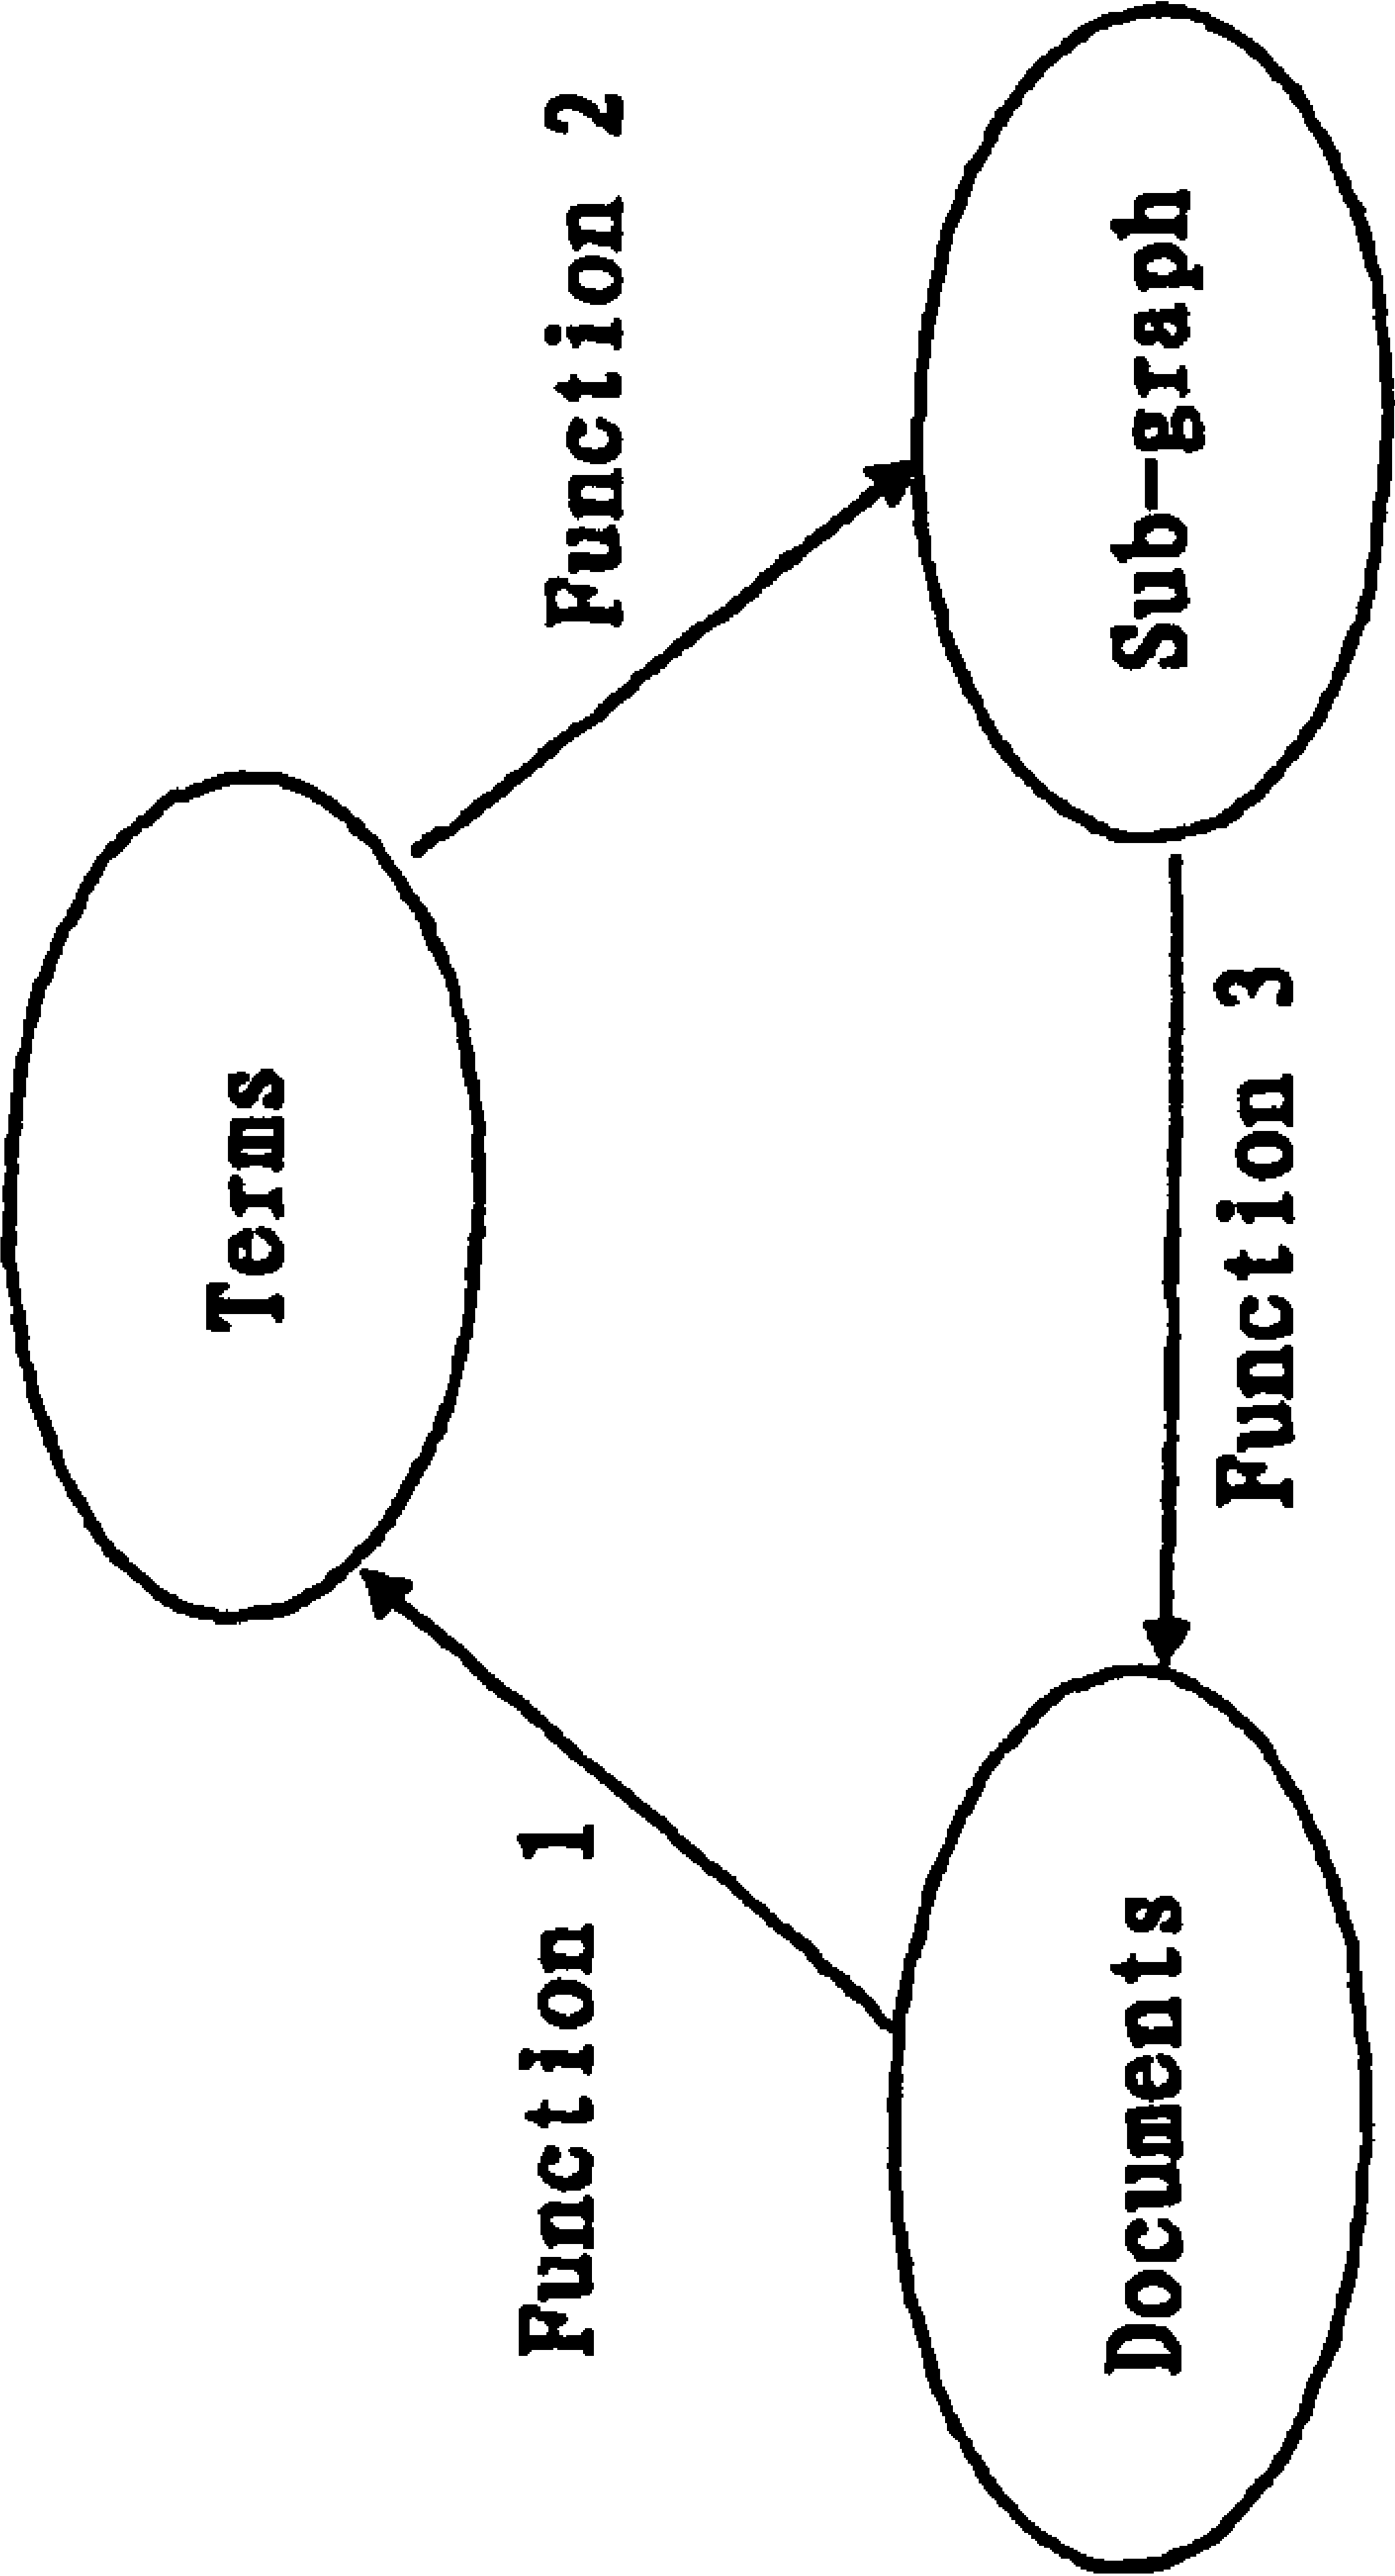 Terms
Function 1
Function 2
Documents
Sub-graph
Function 3